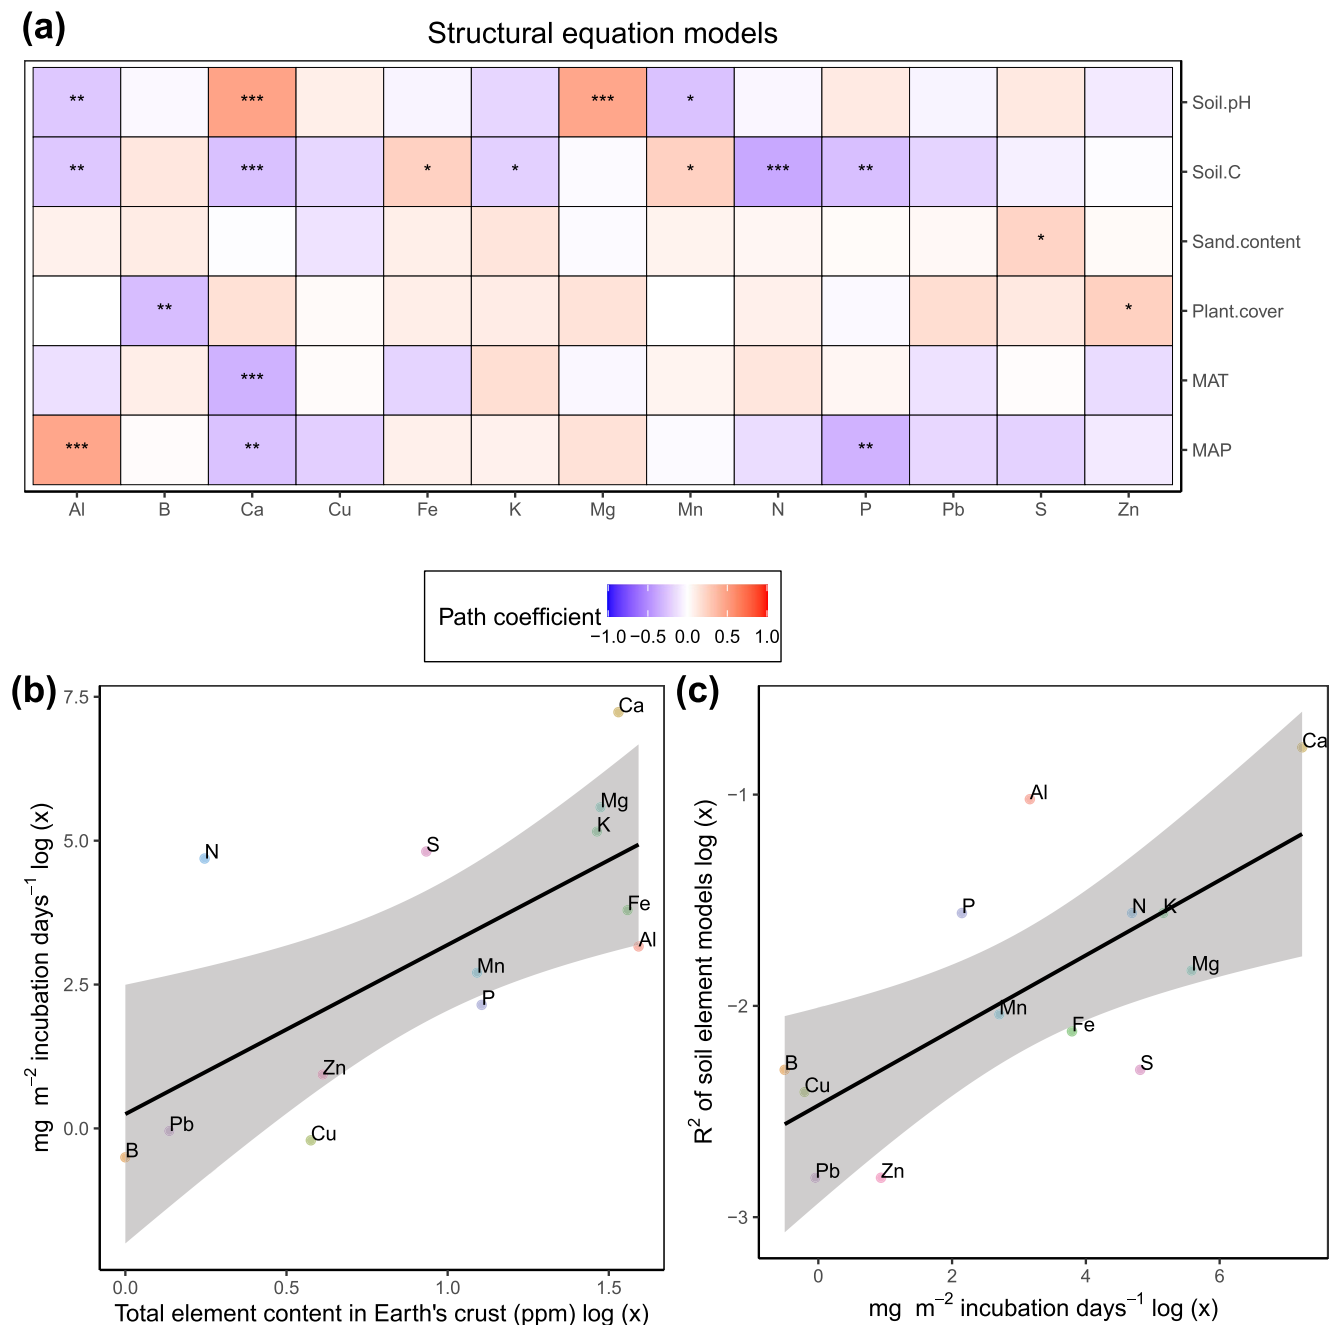 (a)
Structural equation models
** *** *** * Soil.pH
** *** * * * *** ** Soil.C
* Sand.content
** * Plant.cover
*** MAT
*** ** ** MAP
Al B Ca Cu Fe K Mg Mn N P Pb S Zn
Path coefficient
−1.0 −0.5 0.0 0.5 1.0
(b)
mg m⁻² incubation days⁻¹ log (x)
7.5
5.0
2.5
0.0
Ca
Mg
K
S
N
Fe
Al
Mn
P
Zn
Pb
Cu
B
0.0 0.5 1.0 1.5
Total element content in Earth's crust (ppm) log (x)
(c)
R² of soil element models log (x)
−1
−2
−3
Ca
Al
P
N
K
Mg
Mn
Fe
B
S
Cu
Pb
Zn
0 2 4 6
mg m⁻² incubation days⁻¹ log (x)